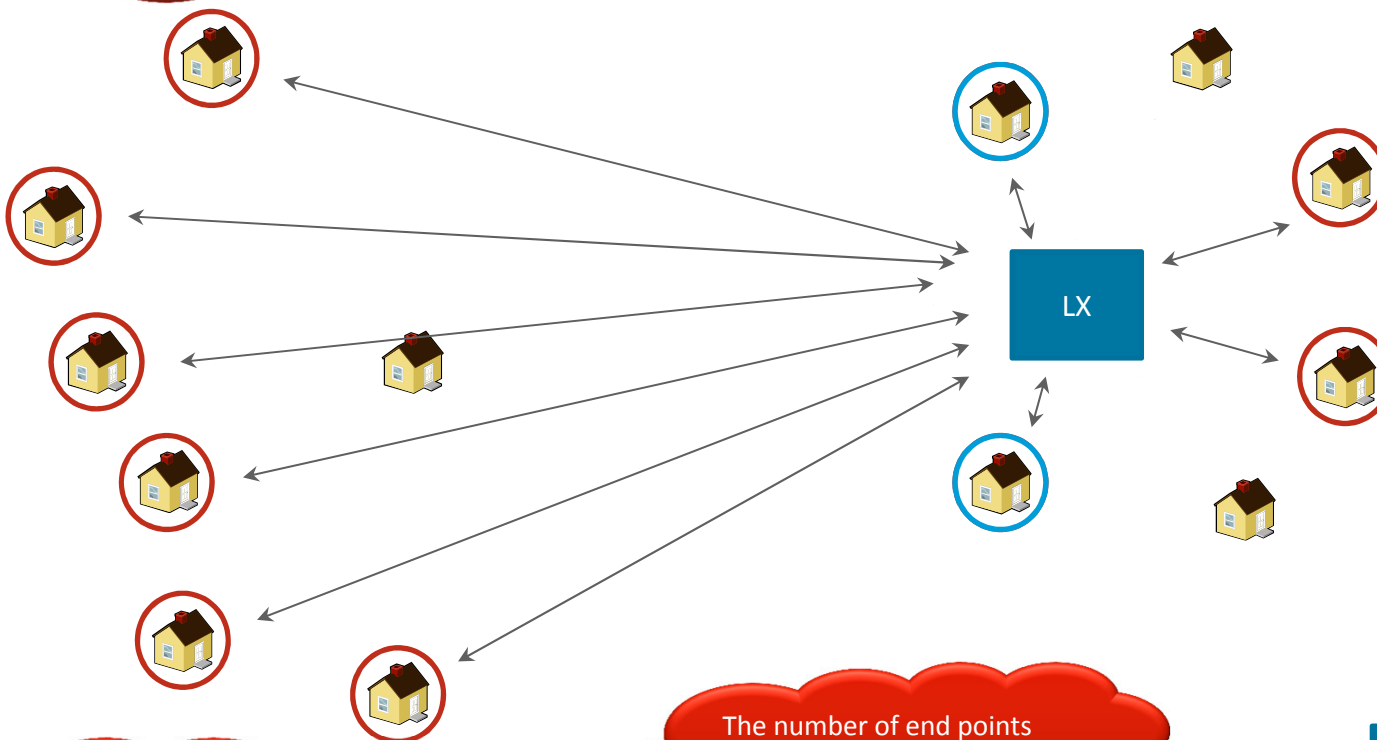 LX
The number of end points